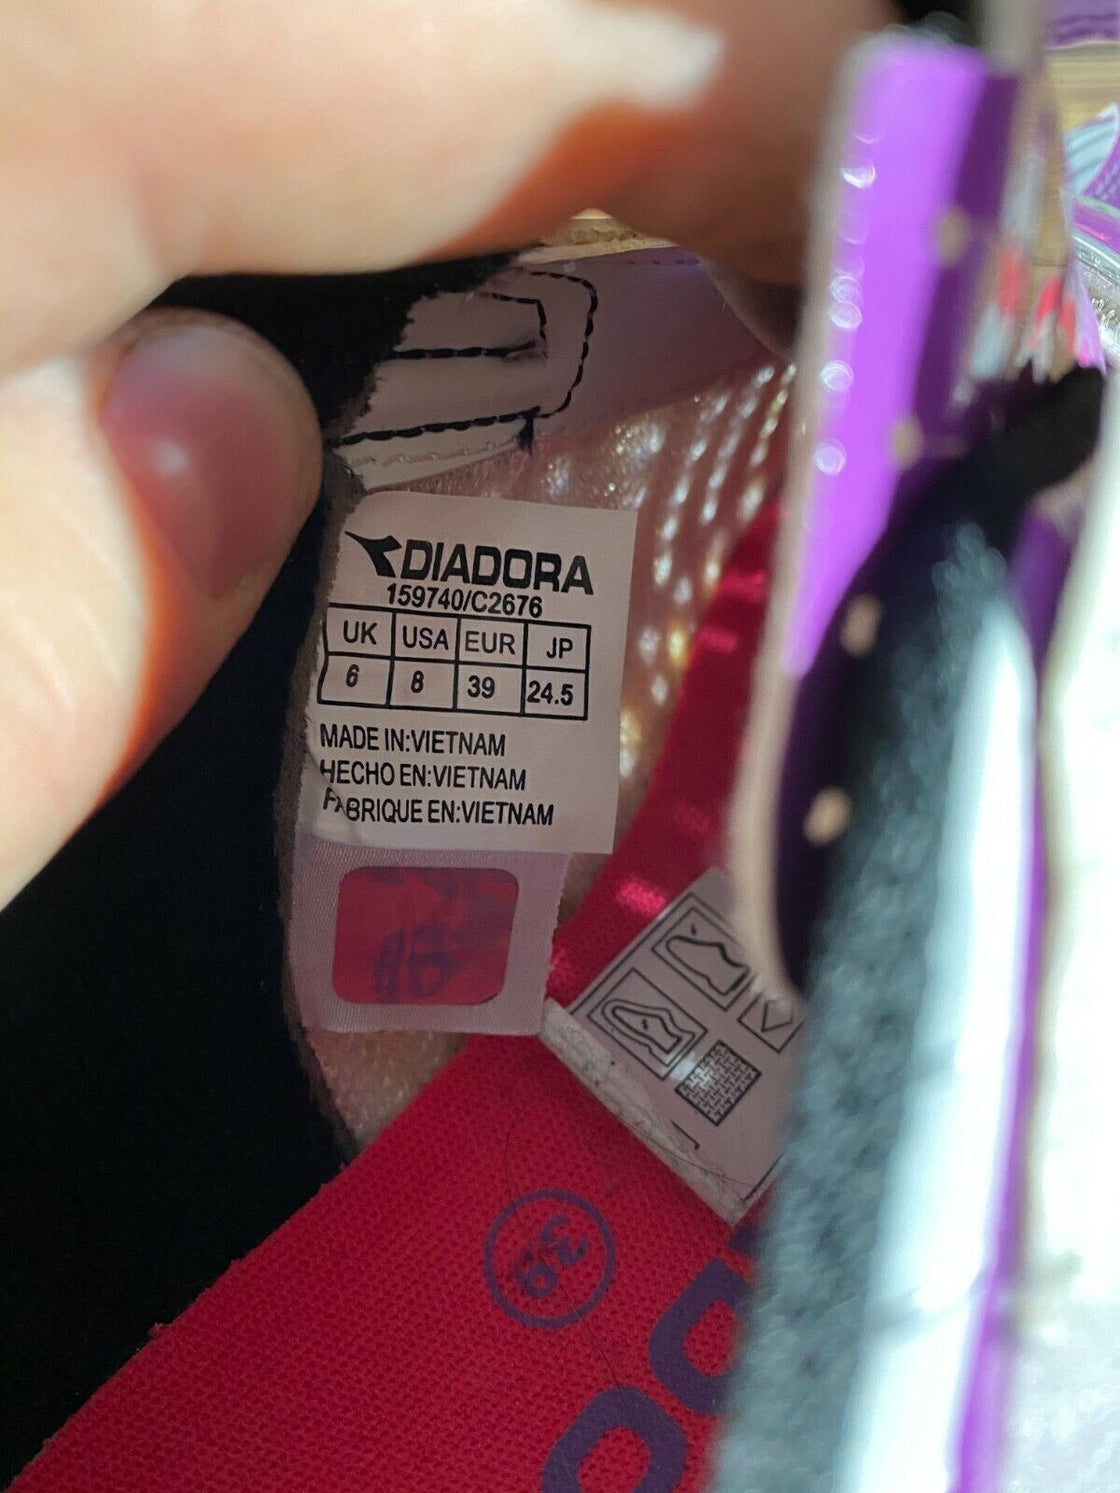 DIADORA
159740/C2676
UK USA EUR JP
6 8 39 24.5
MADE IN:VIETNAM
HECHO EN:VIETNAM
FABRIQUE EN:VIETNAM
39